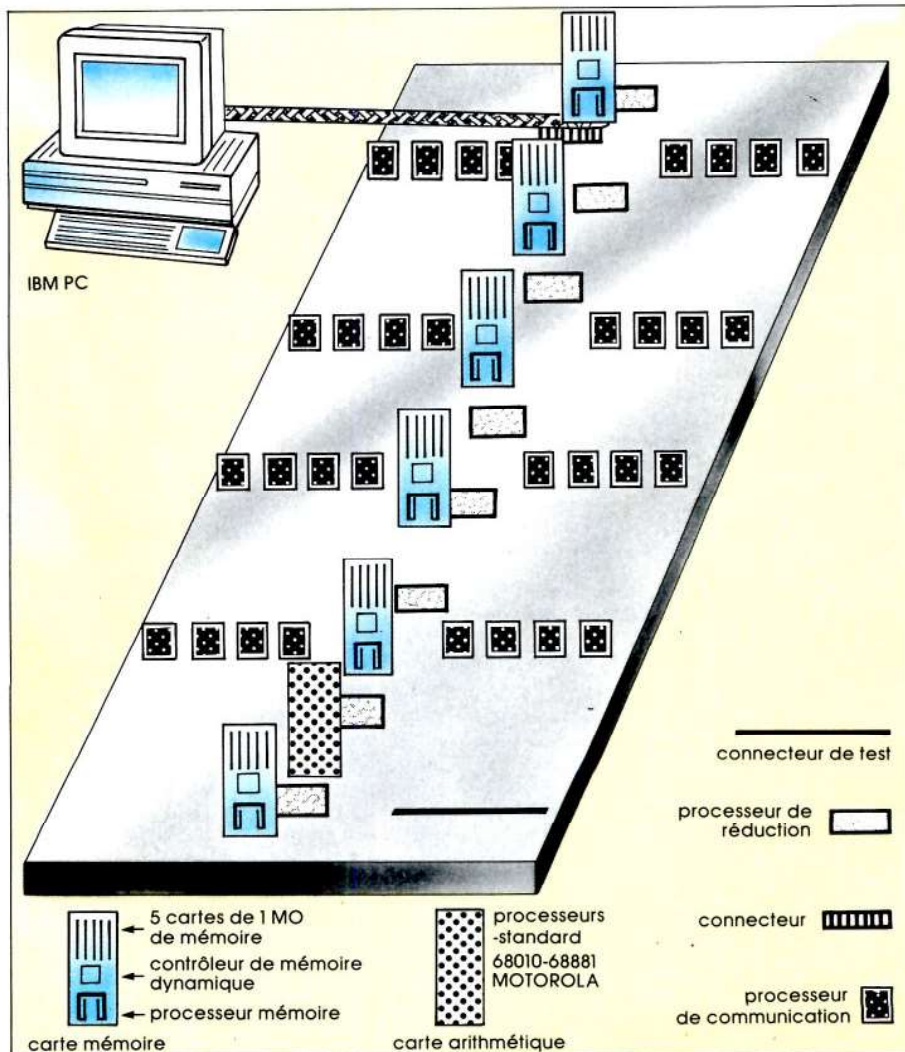 IBM PC
connecteur de test
processeur de
réduction
5 cartes de 1 MO
de mémoire
contrôleur de mémoire
dynamique
processeur mémoire
carte mémoire
processeurs
-standard
68010-68881
MOTOROLA
carte arithmétique
connecteur
processeur
de communication